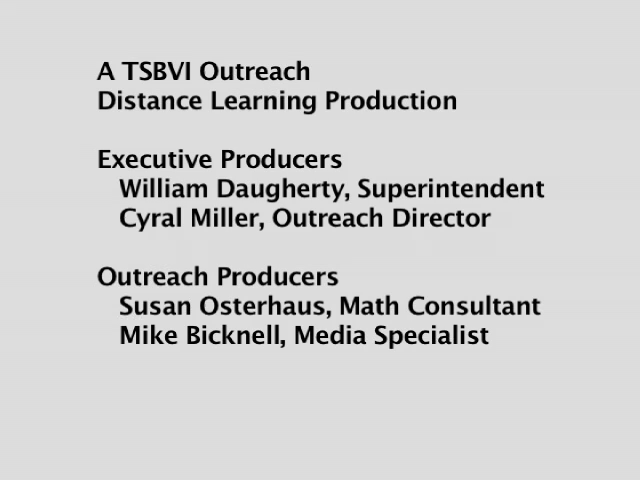 A TSBVI Outreach
Distance Learning Production
Executive Producers
William Daugherty, Superintendent
Cyral Miller, Outreach Director
Outreach Producers
Susan Osterhaus, Math Consultant
Mike Bicknell, Media Specialist